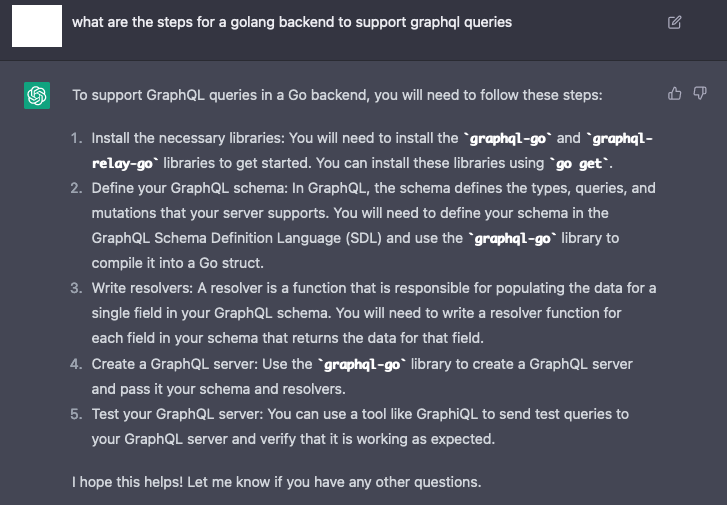 what are the steps for a golang backend to support graphql queries
To support GraphQL queries in a Go backend, you will need to follow these steps:
1. Install the necessary libraries: You will need to install the `graphql-go` and `graphql-
relay-go` libraries to get started. You can install these libraries using `go get`.
2. Define your GraphQL schema: In GraphQL, the schema defines the types, queries, and
mutations that your server supports. You will need to define your schema in the
GraphQL Schema Definition Language (SDL) and use the `graphql-go` library to
compile it into a Go struct.
3. Write resolvers: A resolver is a function that is responsible for populating the data for a
single field in your GraphQL schema. You will need to write a resolver function for
each field in your schema that returns the data for that field.
4. Create a GraphQL server: Use the `graphql-go` library to create a GraphQL server
and pass it your schema and resolvers.
5. Test your GraphQL server: You can use a tool like GraphiQL to send test queries to
your GraphQL server and verify that it is working as expected.
I hope this helps! Let me know if you have any other questions.